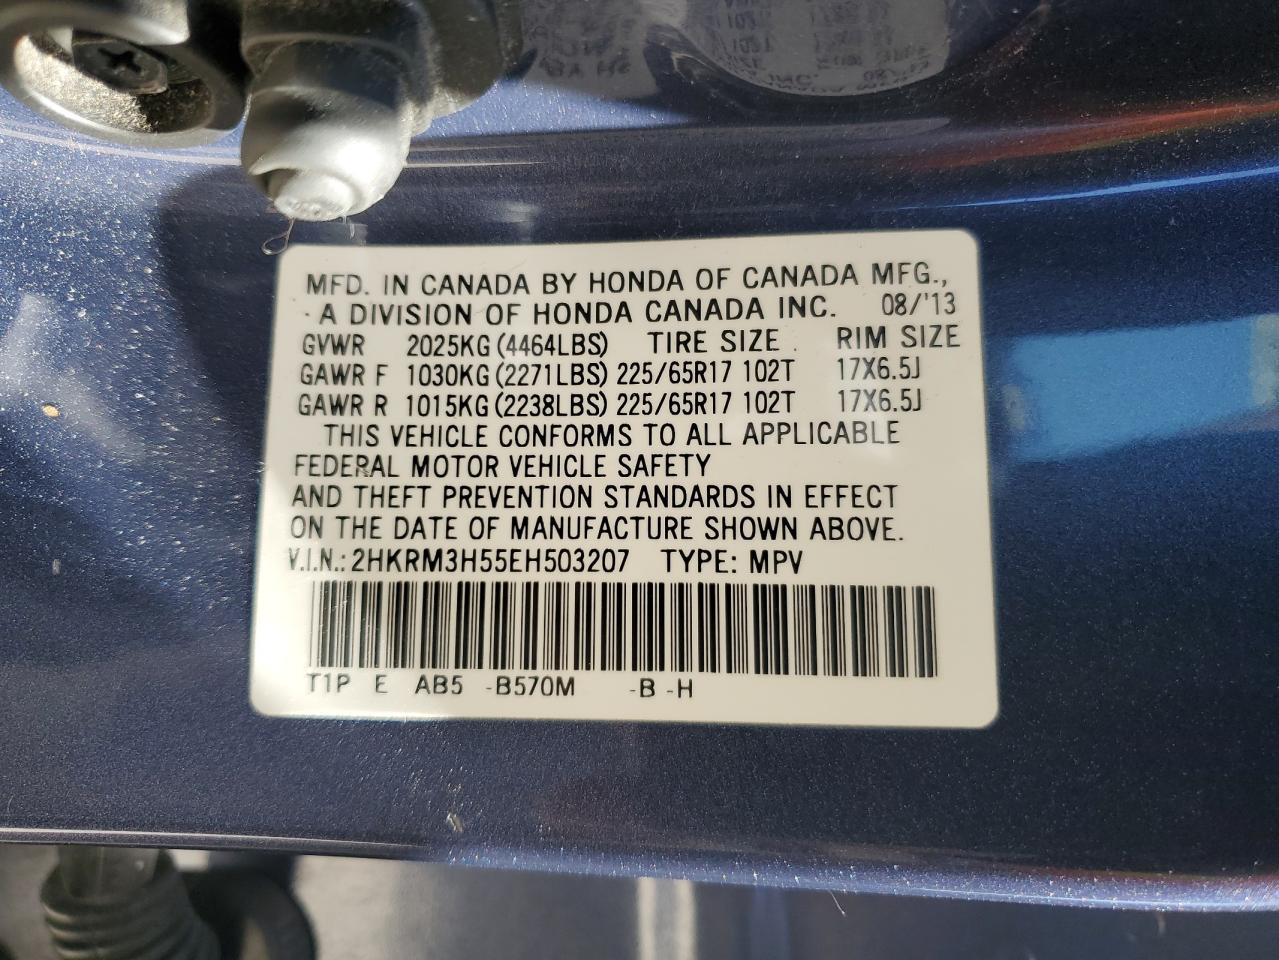 MFD. IN CANADA BY HONDA OF CANADA MFG.,
A DIVISION OF HONDA CANADA INC. 08/'13
GVWR 2025KG (4464LBS) TIRE SIZE RIM SIZE
GAWR F 1030KG (2271LBS) 225/65R17 102T 17X6.5J
GAWR R 1015KG (2238LBS) 225/65R17 102T 17X6.5J
THIS VEHICLE CONFORMS TO ALL APPLICABLE
FEDERAL MOTOR VEHICLE SAFETY
AND THEFT PREVENTION STANDARDS IN EFFECT
ON THE DATE OF MANUFACTURE SHOWN ABOVE.
V.I.N.: 2HKRM3H55EH503207 TYPE: MPV
T1P E AB5 -B570M -B -H